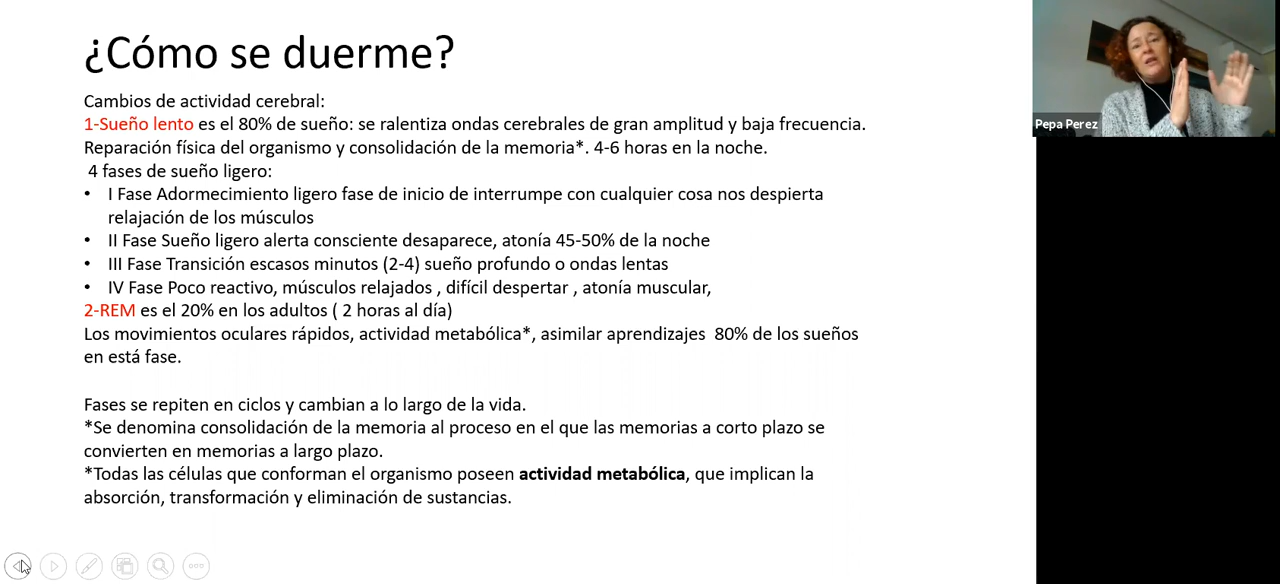 ¿Cómo se duerme?
Cambios de actividad cerebral:
1-Sueño lento es el 80% de sueño: se ralentiza ondas cerebrales de gran amplitud y baja frecuencia.
Reparación física del organismo y consolidación de la memoria*. 4-6 horas en la noche.
4 fases de sueño ligero:
• I Fase Adormecimiento ligero fase de inicio de interrumpe con cualquier cosa nos despierta
relajación de los músculos
• II Fase Sueño ligero alerta consciente desaparece, atonía 45-50% de la noche
• III Fase Transición escasos minutos (2-4) sueño profundo o ondas lentas
• IV Fase Poco reactivo, músculos relajados , difícil despertar , atonía muscular,
2-REM es el 20% en los adultos ( 2 horas al día)
Los movimientos oculares rápidos, actividad metabólica*, asimilar aprendizajes 80% de los sueños
en está fase.
Fases se repiten en ciclos y cambian a lo largo de la vida.
*Se denomina consolidación de la memoria al proceso en el que las memorias a corto plazo se
convierten en memorias a largo plazo.
*Todas las células que conforman el organismo poseen actividad metabólica, que implican la
absorción, transformación y eliminación de sustancias.
Pepa Perez